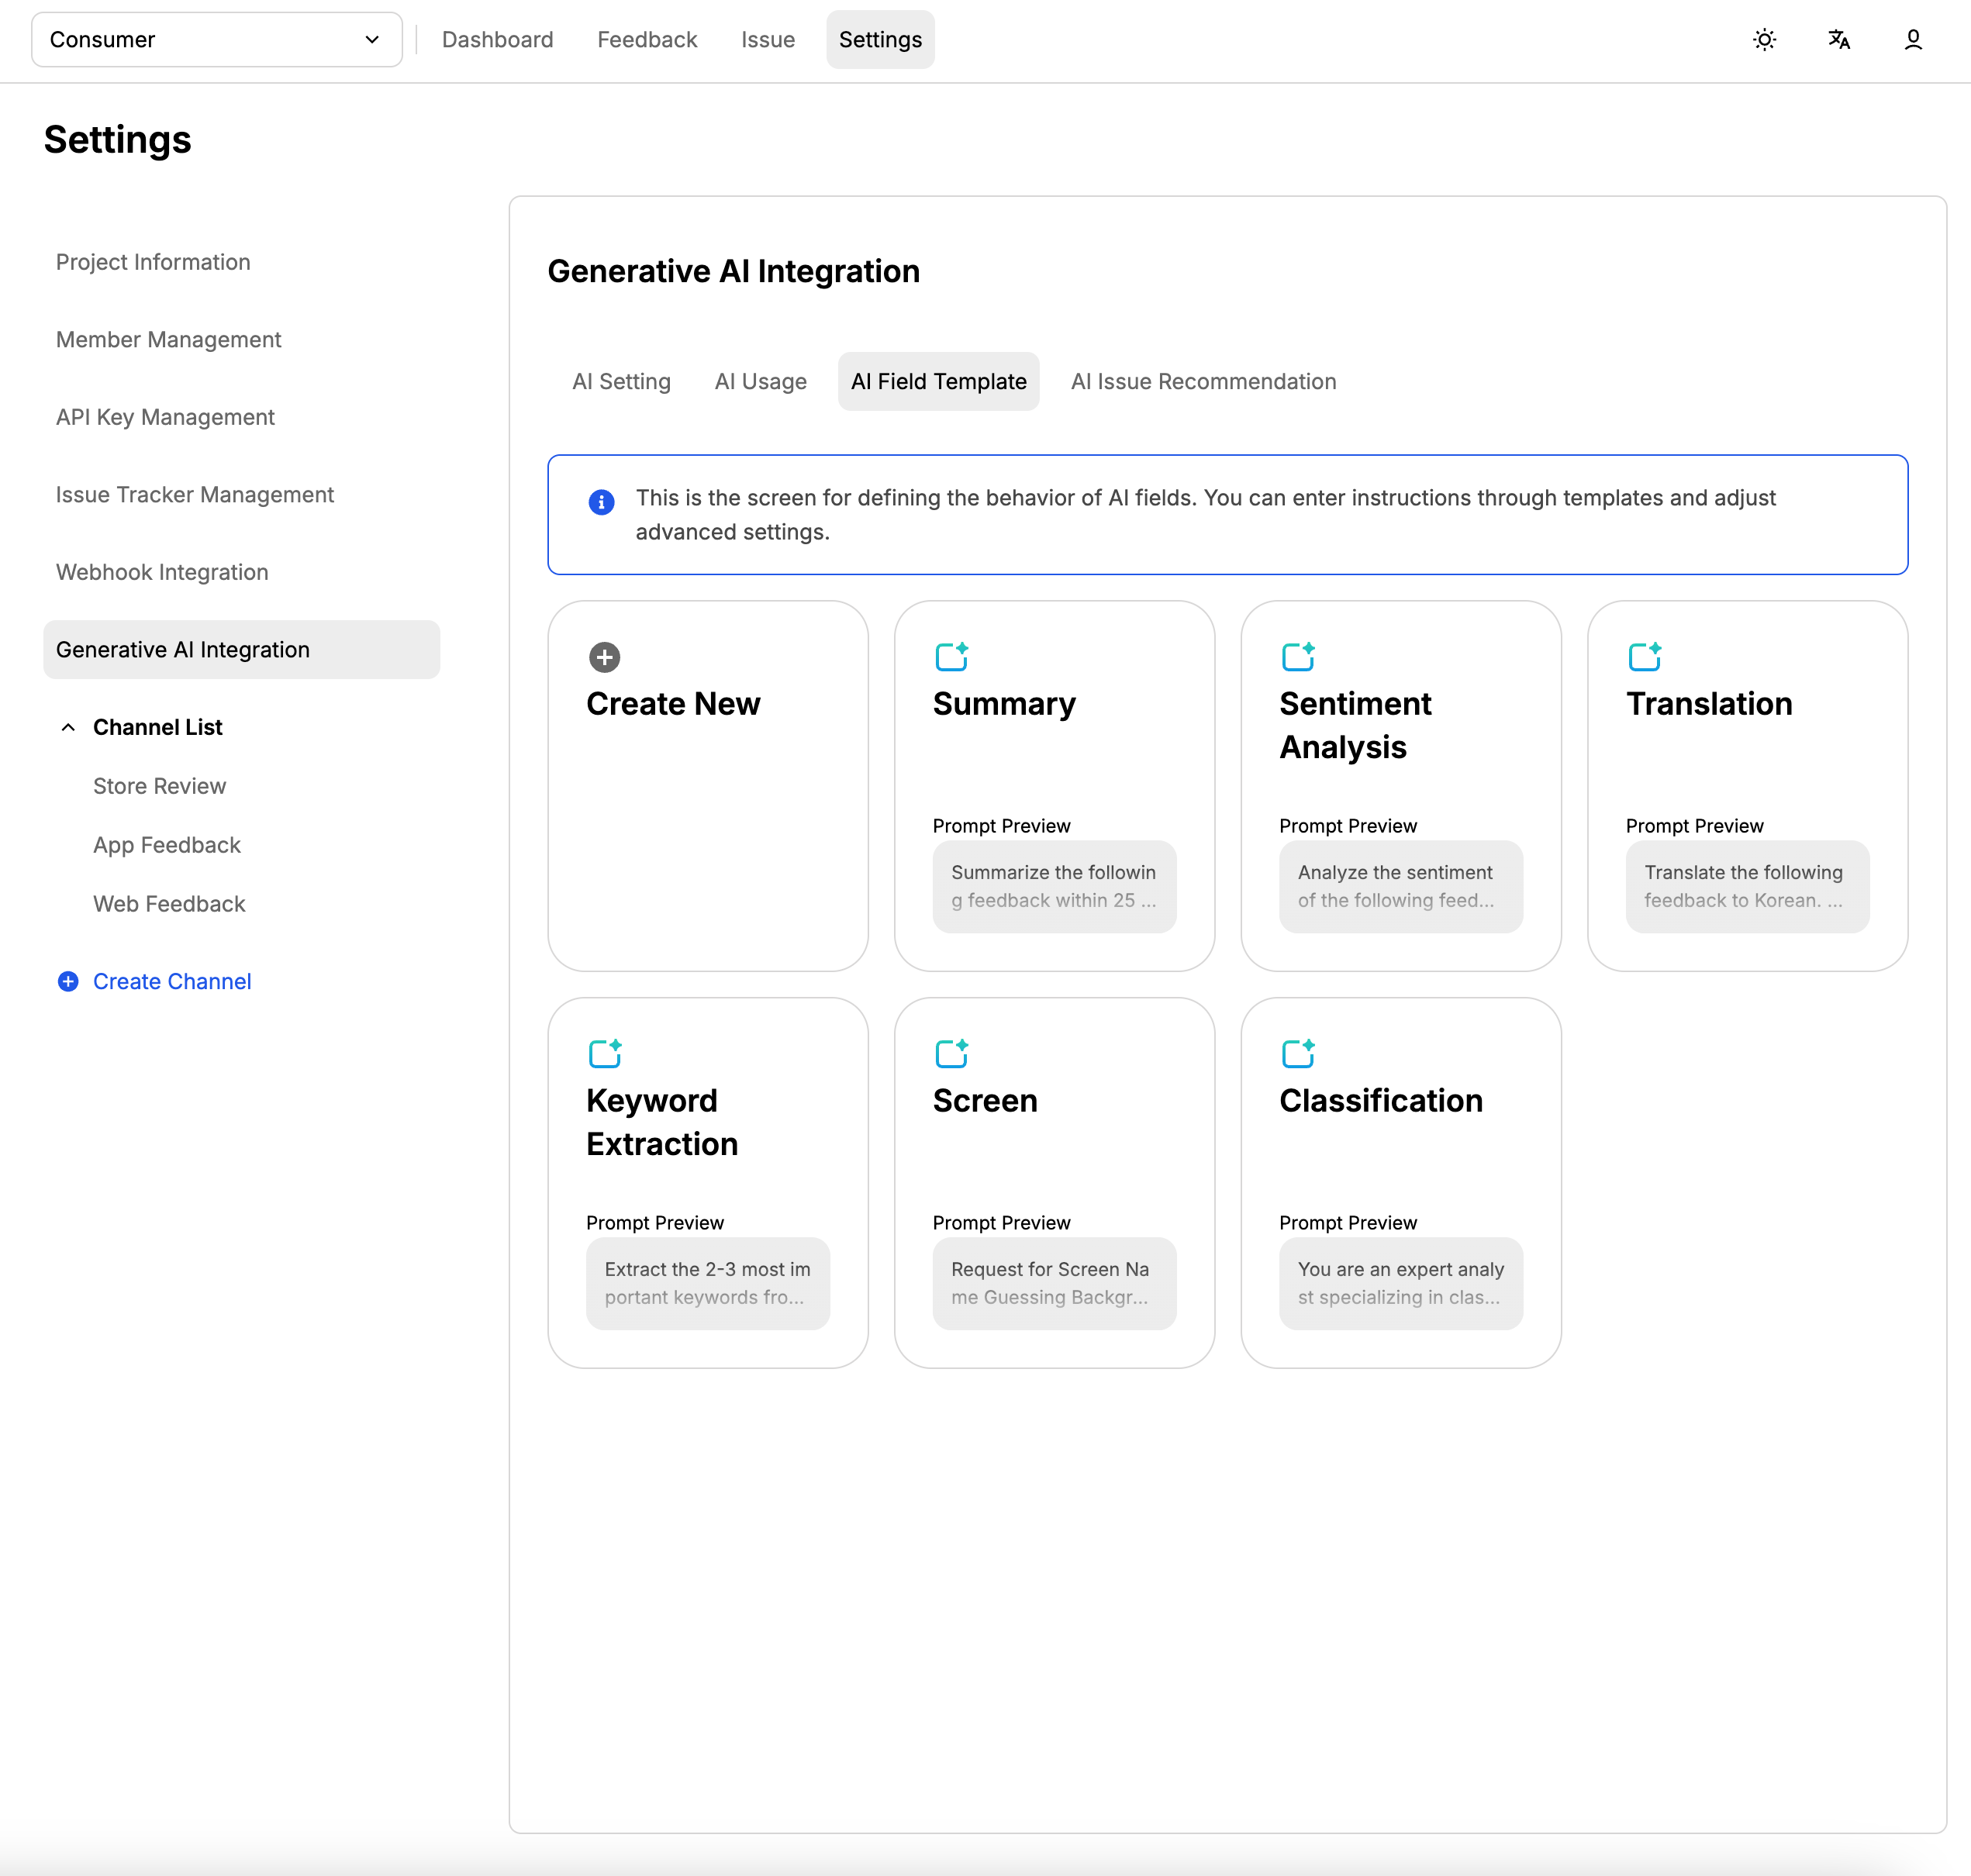 Consumer
Dashboard
Feedback
Issue
Settings
Settings
Project Information
Member Management
API Key Management
Issue Tracker Management
Webhook Integration
Generative AI Integration
Channel List
Store Review
App Feedback
Web Feedback
Create Channel
Generative AI Integration
AI Setting
AI Usage
AI Field Template
AI Issue Recommendation
This is the screen for defining the behavior of AI fields. You can enter instructions through templates and adjust
advanced settings.
Create New
Summary
Prompt Preview
Summarize the followin
g feedback within 25 ...
Sentiment
Analysis
Prompt Preview
Analyze the sentiment
of the following feed...
Translation
Prompt Preview
Translate the following
feedback to Korean. ...
Keyword
Extraction
Prompt Preview
Extract the 2-3 most im
portant keywords fro...
Screen
Prompt Preview
Request for Screen Na
me Guessing Backgr...
Classification
Prompt Preview
You are an expert analy
st specializing in clas...